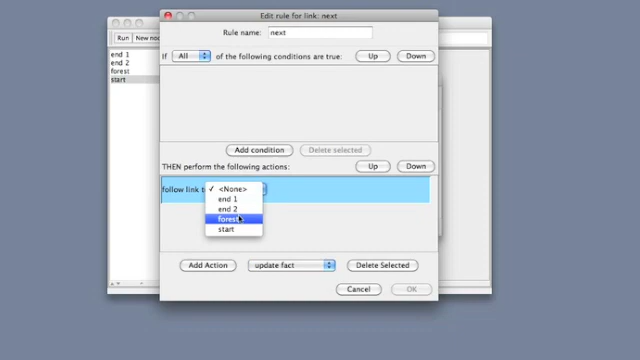 Edit rule for link: next
Rule name: next
Run New nod
If All of the following conditions are true: Up Down
end 1
end 2
forest
start
Add condition Delete selected
THEN perform the following actions: Up Down
follow link t
✓ <None>
end 1
end 2
forest
start
Add Action update fact Delete Selected
Cancel OK